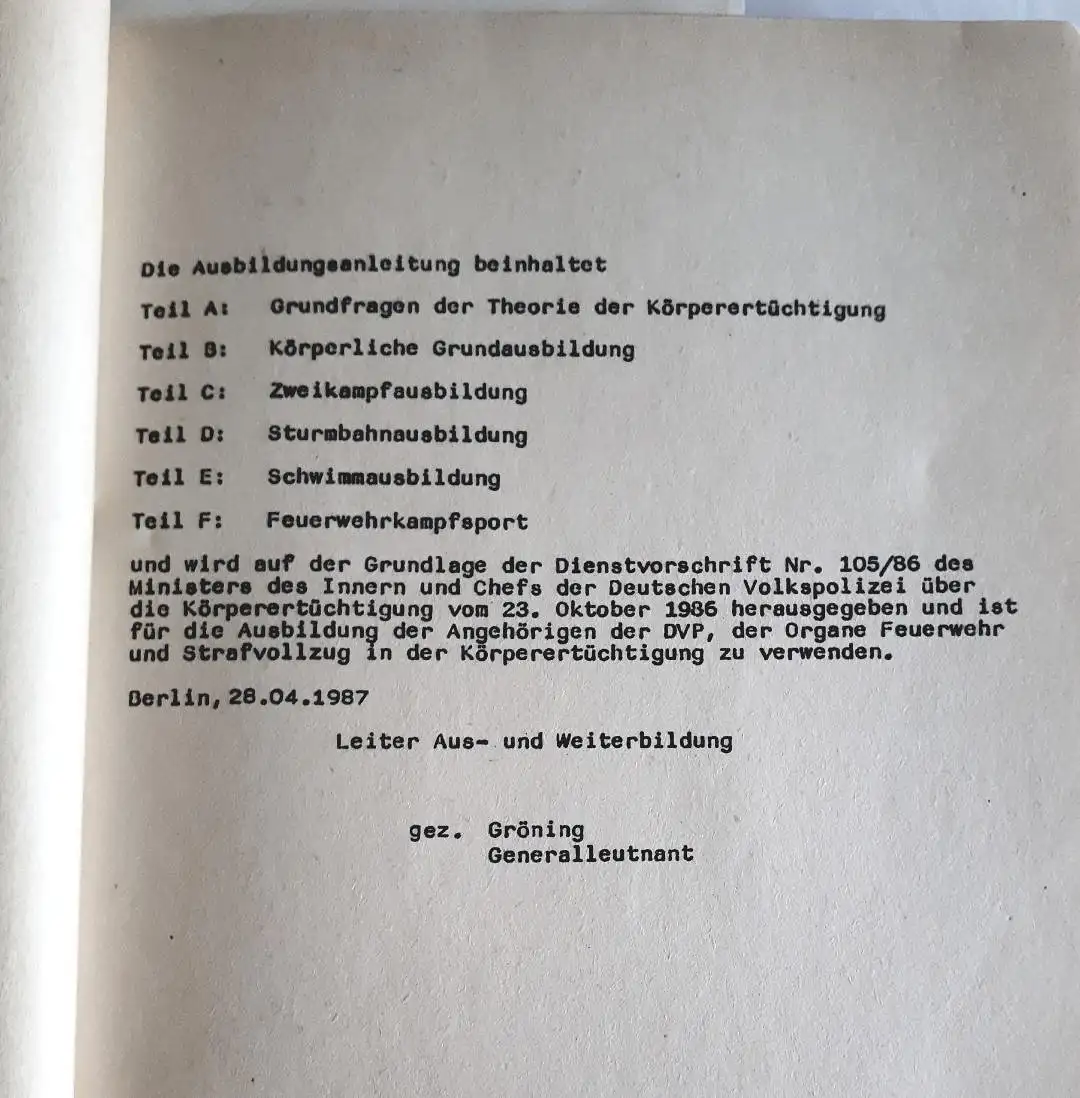 Die Ausbildungsanleitung beinhaltet
Teil A: Grundfragen der Theorie der Körperertüchtigung
Teil B: Körperliche Grundausbildung
Teil C: Zweikampfausbildung
Teil D: Sturmbahnausbildung
Teil E: Schwimmausbildung
Teil F: Feuerwehrkampfsport
und wird auf der Grundlage der Dienstvorschrift Nr. 105/86 des
Ministers des Innern und Chefs der Deutschen Volkspolizei über
die Körperertüchtigung vom 23. Oktober 1986 herausgegeben und ist
für die Ausbildung der Angehörigen der DVP, der Organe Feuerwehr
und Strafvollzug in der Körperertüchtigung zu verwenden.
Berlin, 28.04.1987
Leiter Aus- und Weiterbildung
gez. Gröning
Generalleutnant